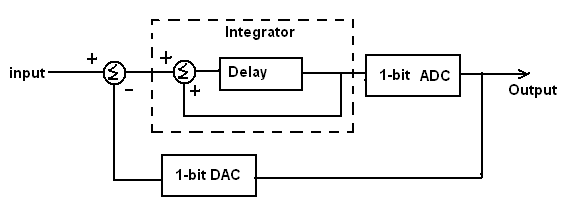 Integrator
+
+
input
Σ
Σ
Delay
1-bit ADC
−
+
Output
1-bit DAC